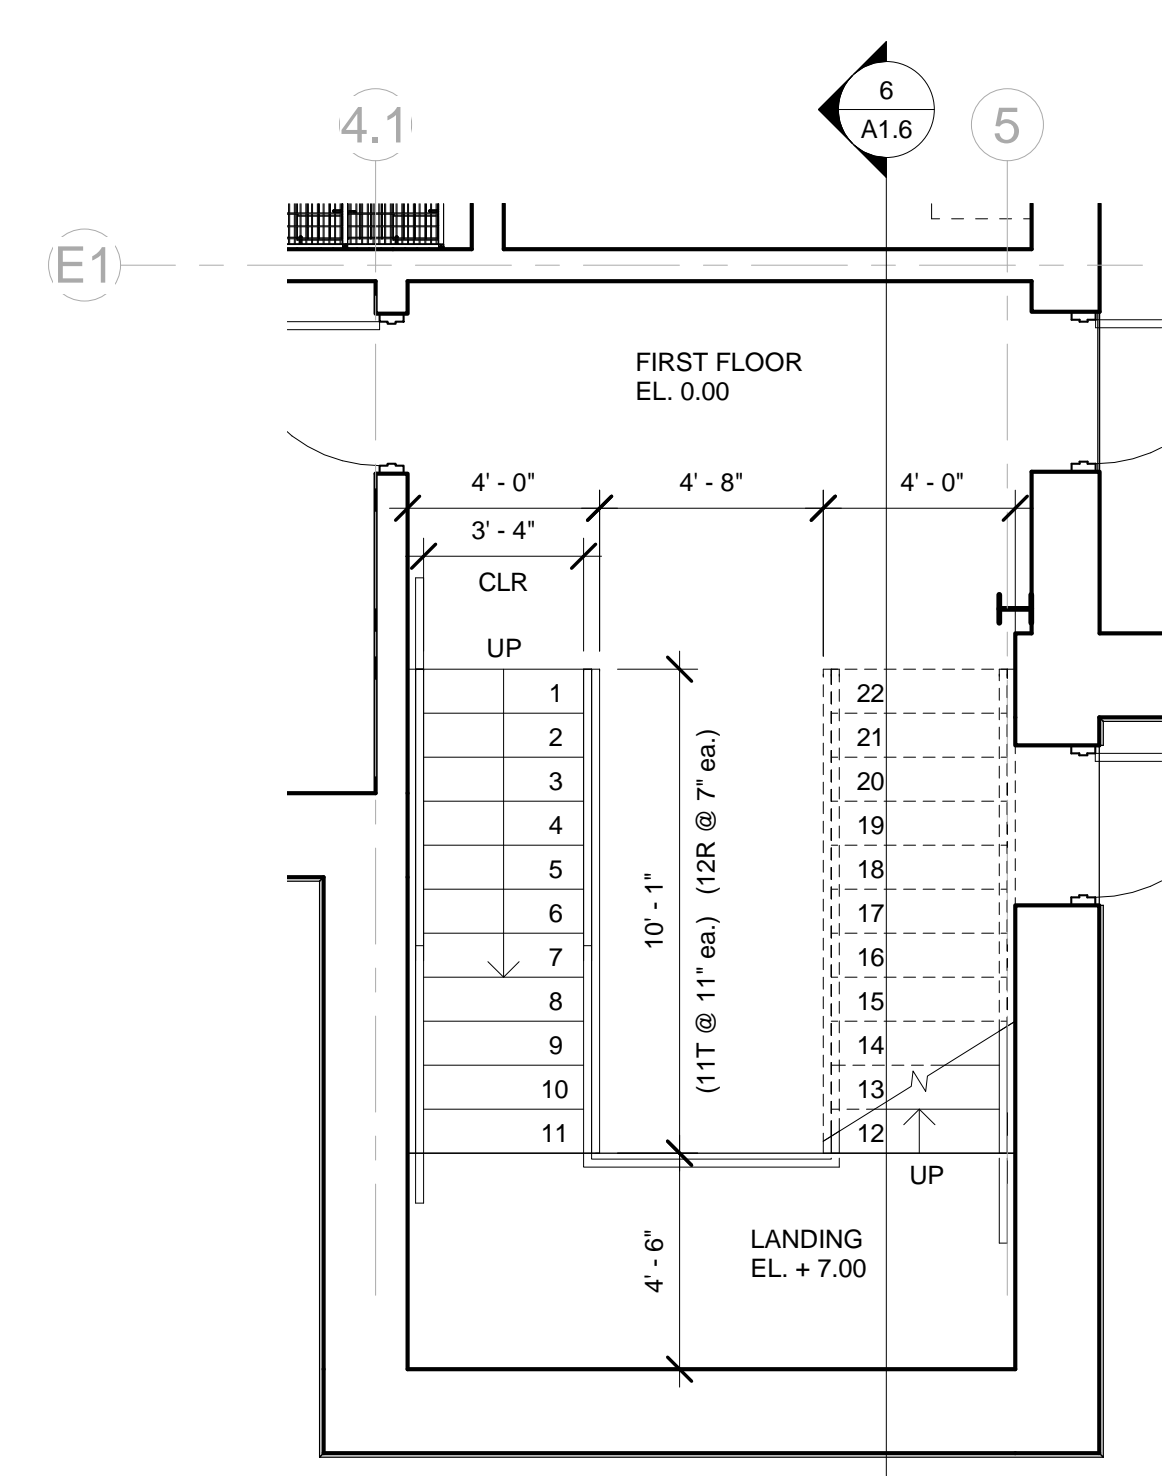 6
A1.6
4.1
5
E1
FIRST FLOOR
EL. 0.00
4' - 0"
4' - 8"
4' - 0"
3' - 4"
CLR
UP
1
2
3
4
5
6
7
8
9
10
11
10' - 1"
(11T @ 11" ea.) (12R @ 7" ea.)
22
21
20
19
18
17
16
15
14
13
12
UP
4' - 6"
LANDING
EL. + 7.00